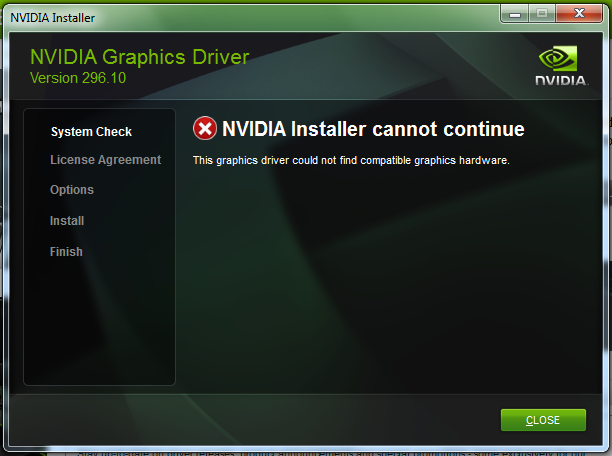 NVIDIA Installer
NVIDIA Graphics Driver
Version 296.10
NVIDIA.
System Check
License Agreement
Options
Install
Finish
NVIDIA Installer cannot continue
This graphics driver could not find compatible graphics hardware.
CLOSE